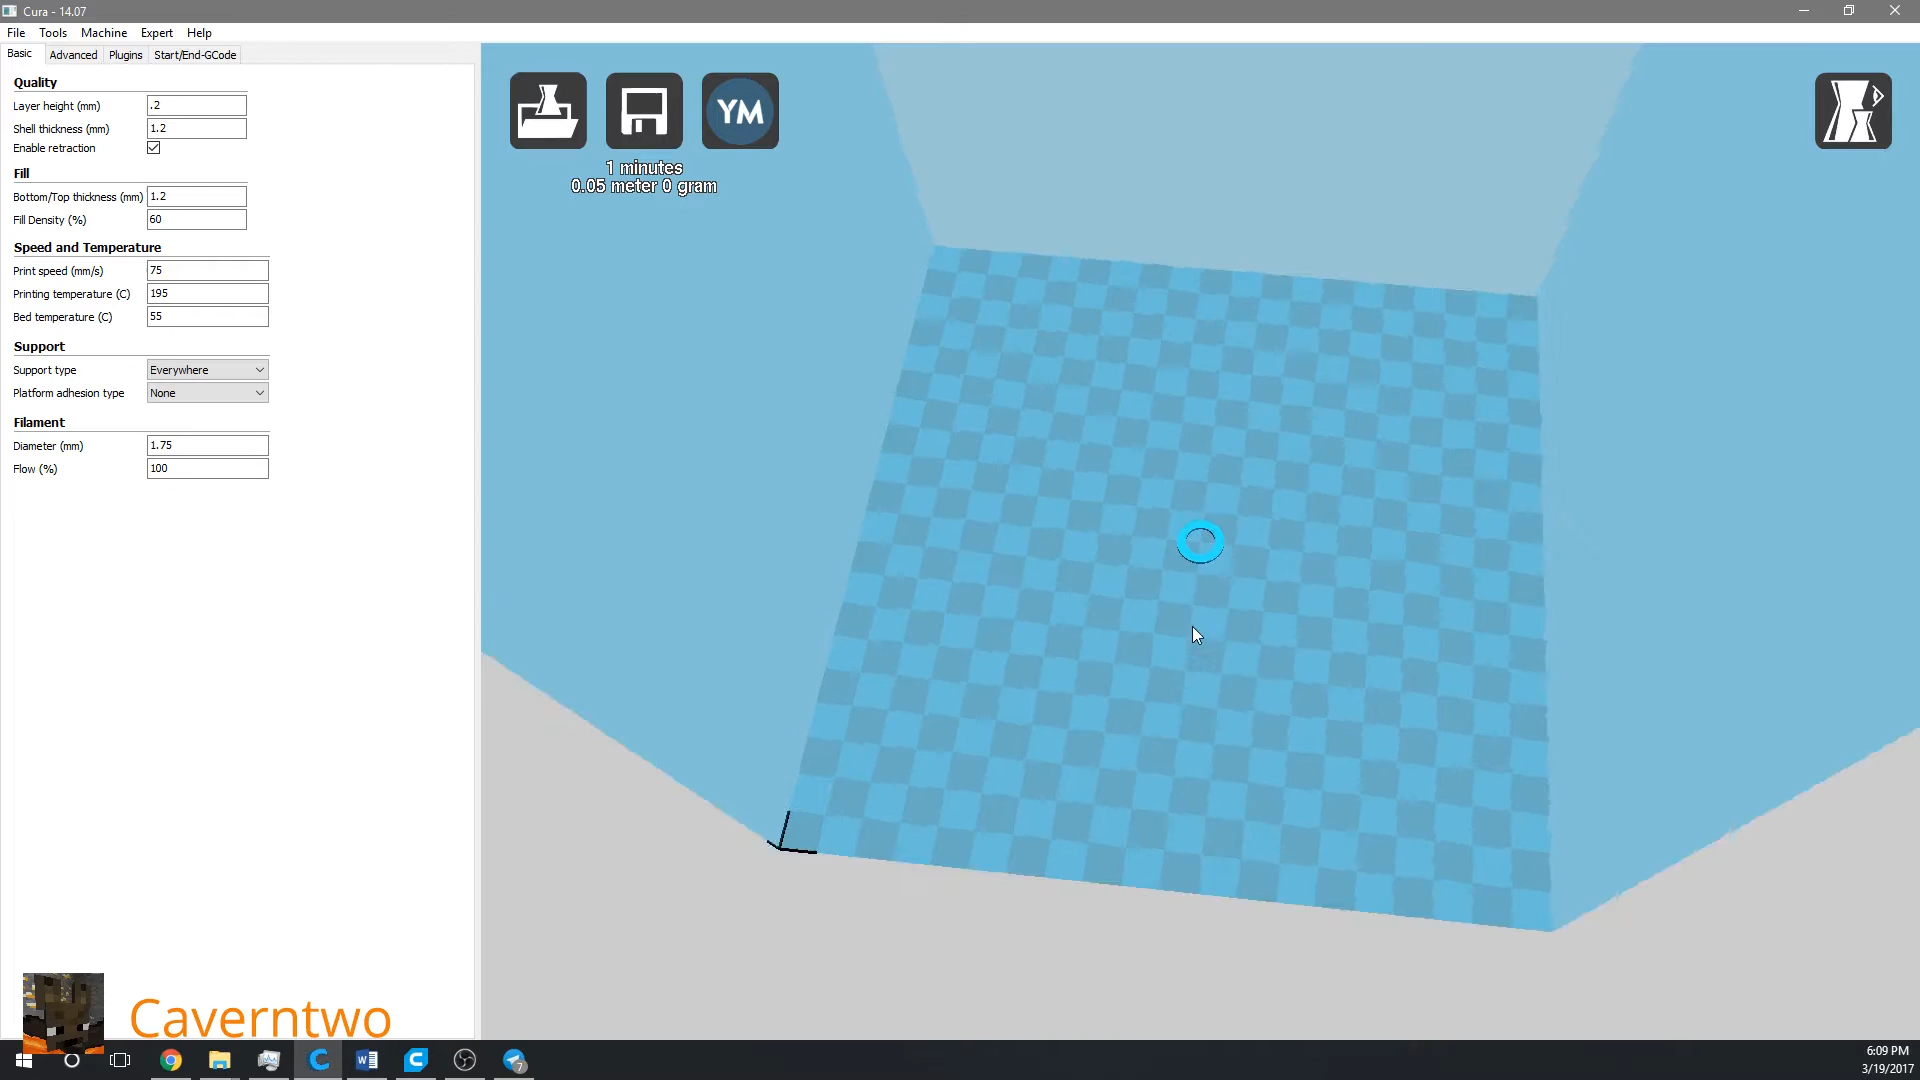 Cura - 14.07
File Tools Machine Expert Help
Basic Advanced Plugins Start/End-GCode
Quality
Layer height (mm) .2
Shell thickness (mm) 1.2
Enable retraction
Fill
Bottom/Top thickness (mm) 1.2
Fill Density (%) 60
Speed and Temperature
Print speed (mm/s) 75
Printing temperature (C) 195
Bed temperature (C) 55
Support
Support type Everywhere
Platform adhesion type None
Filament
Diameter (mm) 1.75
Flow (%) 100
YM
1 minutes
0.05 meter 0 gram
Caverntwo
7
6:09 PM
3/19/2017